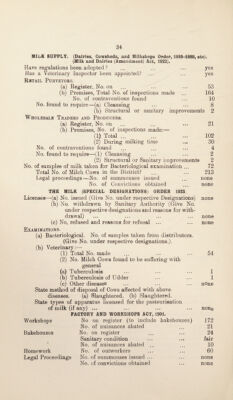 34
MILK SUPPLY. (Dairies, Cowsheds, and Milkshops Order, 1885-1899, etc).
(Milk and Dairies (Amendment) Act, 1922).
Have regulations been adopted? ... ... ... yes
Has a Veterinary Inspector been appointed? ... ... yes
RETAIL PURVEYORS.
(a) Register, No. on ... ... ... 53
(b) Premises, Total No. of inspections made ... 164
No. of contraventions found ... ... 10
No. found to require—(a) Cleansing ... ... 8
(b) Structural or sanitary improvements 2
WHOLESALE TRADERS AND PRODUCERS.
(a) Register, No. on ... ... ... 21
(b) Premises, No. of inspections made:—
(1) Total ... ... ... 102
(2) During milking time ... ... 30
No. of contraventions found ... ... ... 4
No. found to require—(1) Cleansing ... ... 2
(2) Structural or Sanitary improvements 2
No. of samples of milk taken for Bacteriological examination ... 72
Total No. of Milch Cows in the District? ... ... 213
Legal proceedings—No. of summonses issued ... none
No. of Convictions obtained ... none
THE MILK (SPECIAL DESIGNATIONS) ORDER 1923
Licenses—(a) No. issued (Give No. under respective designations) none
(b) No. withdrawn by Sanitary Authority (Give No.
under respective designations and reasons for with-
drawal) ... ... ... none
(c) No. refused and reasons for refusal ... none
EXAMINATIONS.
(a) Bacteriological. No. of samples taken from distributors.
(Give No. under respective designations.).
(b) Veterinary:—
(1) Total No. made ... ... 54
(2) No. Milch Cows found to be suffering with
general
(a) Tuberculosis ... ... 1
(b) Tuberculosis of Udder ... ... 1
(c) Other diseases ... ... none
State method of disposal of Cows affected with above
diseases. (a) Slaughtered. (b) Slaughtered.
State types of apparatus licensed for the pasteurisation
of milk (if any) ... ... ... none
FACTORY AND WORKSHOPS ACT, 1901.
Workshops No on register (to include bakehouses) 172
No. of nuisances abated ... 21
Bakehouses No. on register ... ... 24
Sanitary condition ... ... fair
No. of nuisances abated ... 10
Homework No. of outworkers ... ... 60
Legal Proceedings No. of summonses issued ... ... none
No. of convictions obtained ... none